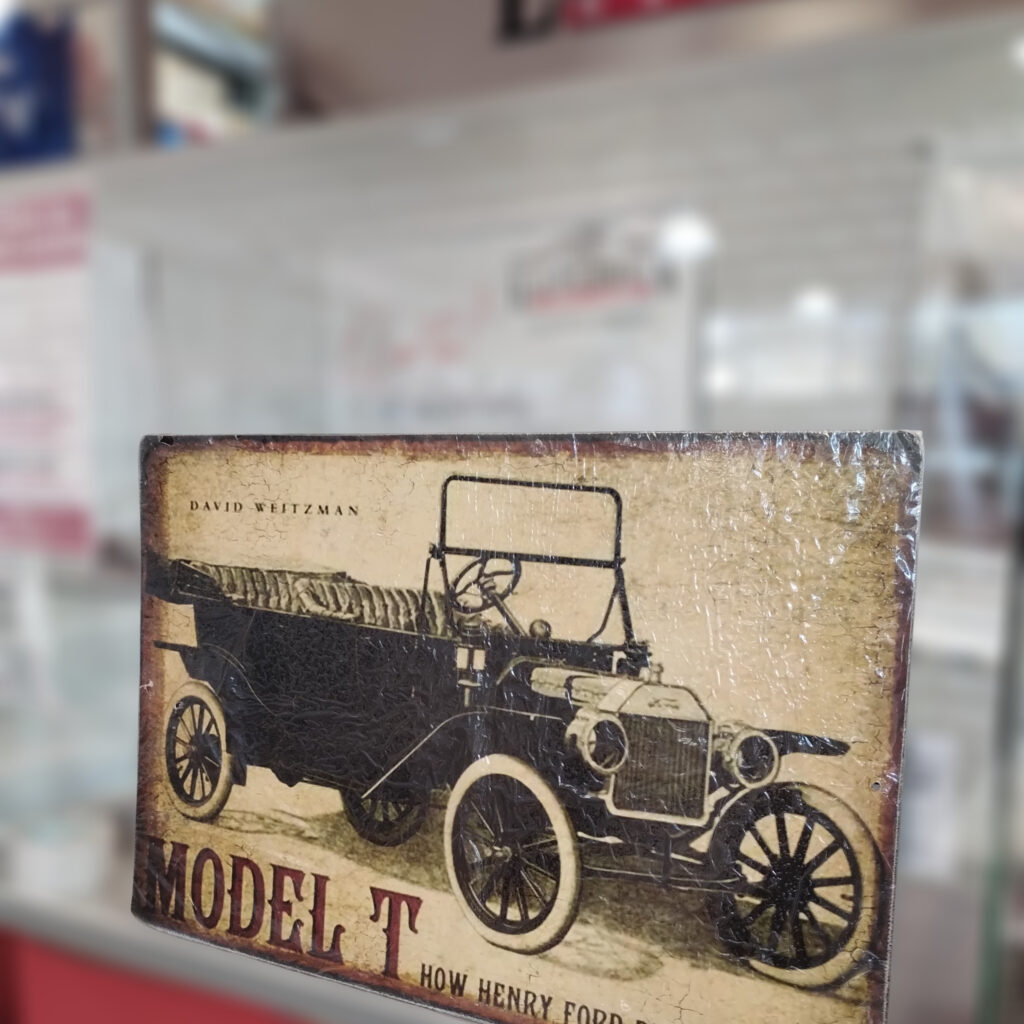 DAVID WEITZMAN
MODEL T
HOW HENRY FORD